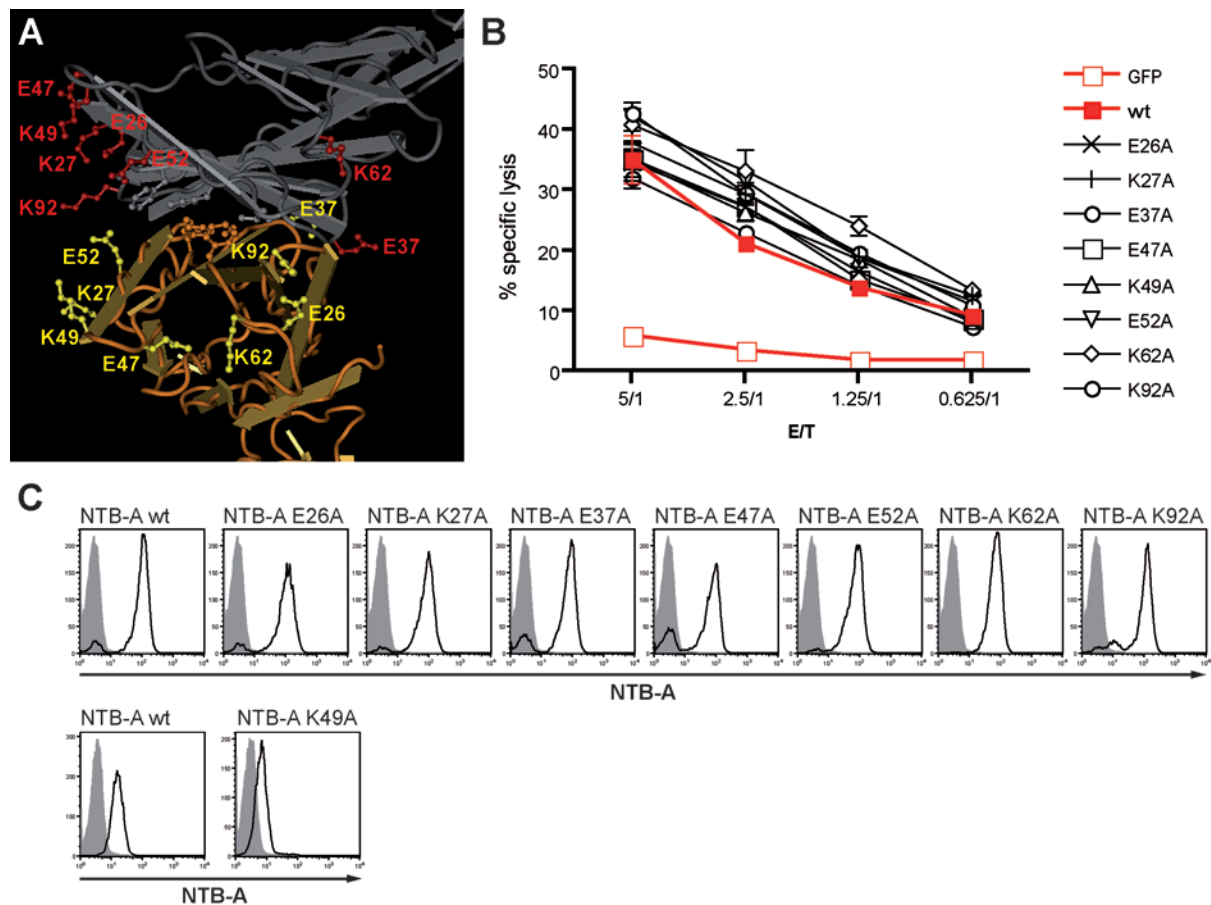 A
E47
K49
E26
K27
E52
K92
K62
E37
E37
E52
K92
K27
K49
E26
E47
K62
B
% specific lysis
50
40
30
20
10
0
5/1
2.5/1
1.25/1
0.625/1
E/T
GFP
wt
E26A
K27A
E37A
E47A
K49A
E52A
K62A
K92A
C
NTB-A wt
NTB-A E26A
NTB-A K27A
NTB-A E37A
NTB-A E47A
NTB-A E52A
NTB-A K62A
NTB-A K92A
NTB-A
NTB-A wt
NTB-A K49A
NTB-A